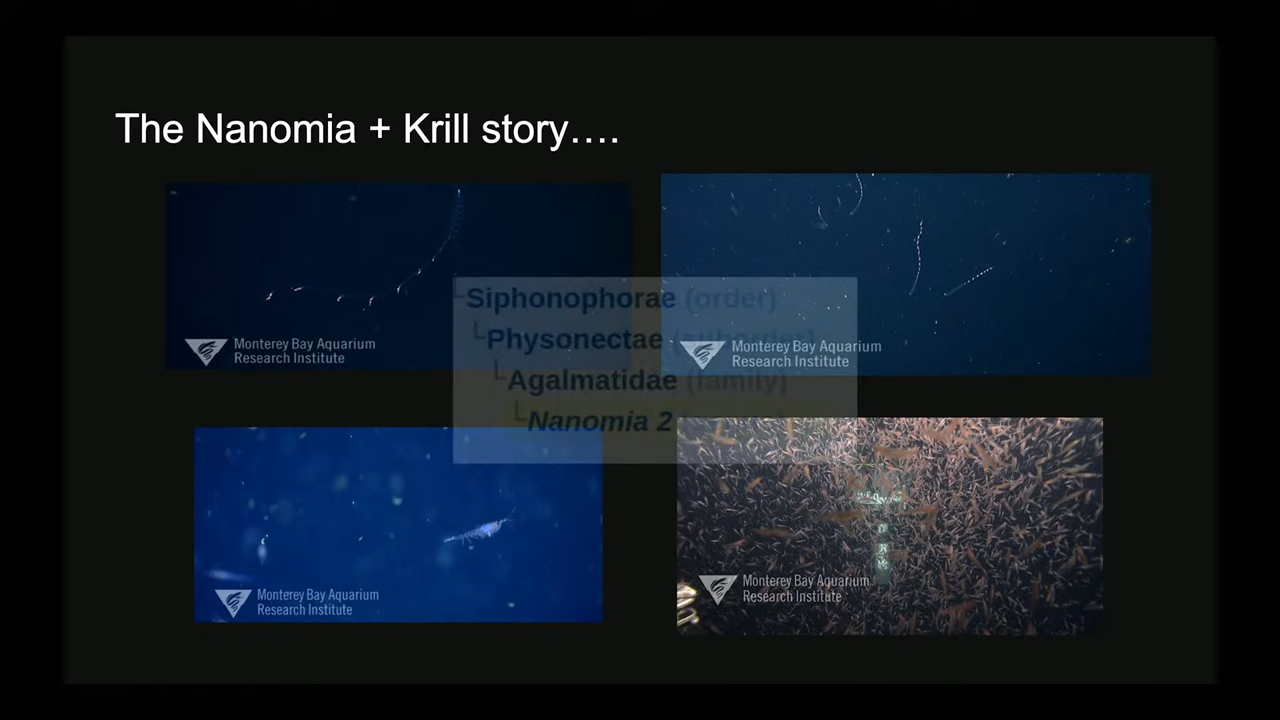 The Nanomia + Krill story….
Monterey Bay Aquarium
Research Institute
Monterey Bay Aquarium
Research Institute
Siphonophorae (order)
Physonectae (suborder)
Agalmatidae (family)
Nanomia 2
Monterey Bay Aquarium
Research Institute
Monterey Bay Aquarium
Research Institute